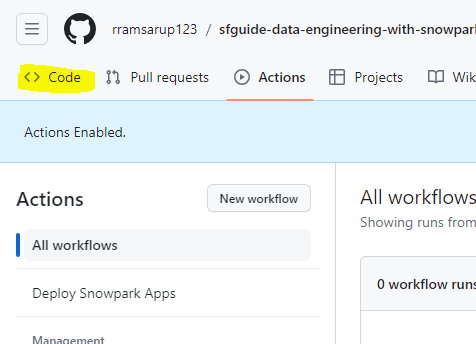 rramsarup123 / sfguide-data-engineering-with-snowpark
Code Pull requests Actions Projects Wik
Actions Enabled.
Actions
New workflow
All workflows
Deploy Snowpark Apps
Management
All workflows
Showing runs from
0 workflow runs